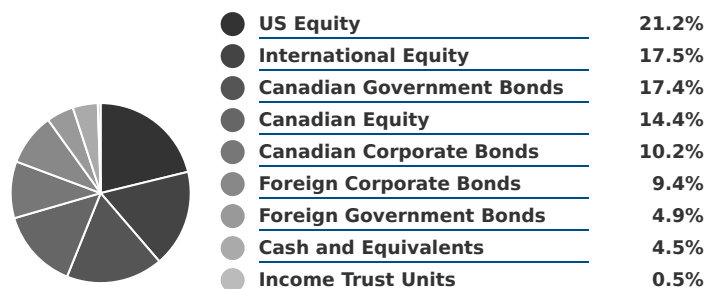 US Equity 21.2%
International Equity 17.5%
Canadian Government Bonds 17.4%
Canadian Equity 14.4%
Canadian Corporate Bonds 10.2%
Foreign Corporate Bonds 9.4%
Foreign Government Bonds 4.9%
Cash and Equivalents 4.5%
Income Trust Units 0.5%